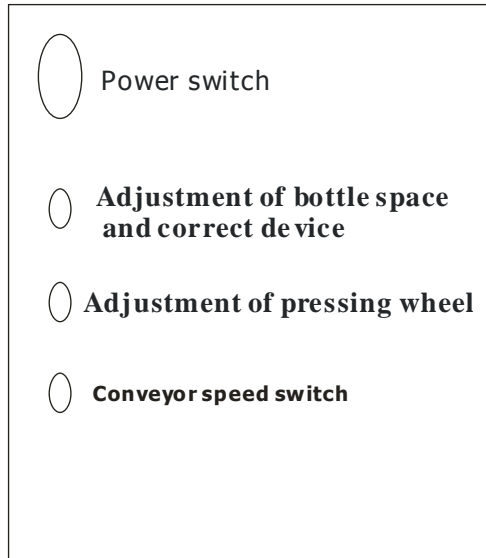 Power switch
Adjustment of bottle space
and correct device
Adjustment of pressing wheel
Conveyor speed switch